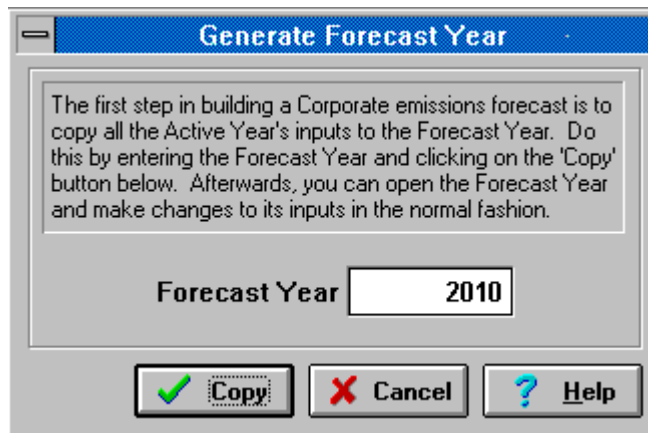 Generate Forecast Year
The first step in building a Corporate emissions forecast is to
copy all the Active Year's inputs to the Forecast Year.  Do
this by entering the Forecast Year and clicking on the 'Copy'
button below.  Afterwards, you can open the Forecast Year
and make changes to its inputs in the normal fashion.
Forecast Year 2010
Copy Cancel Help